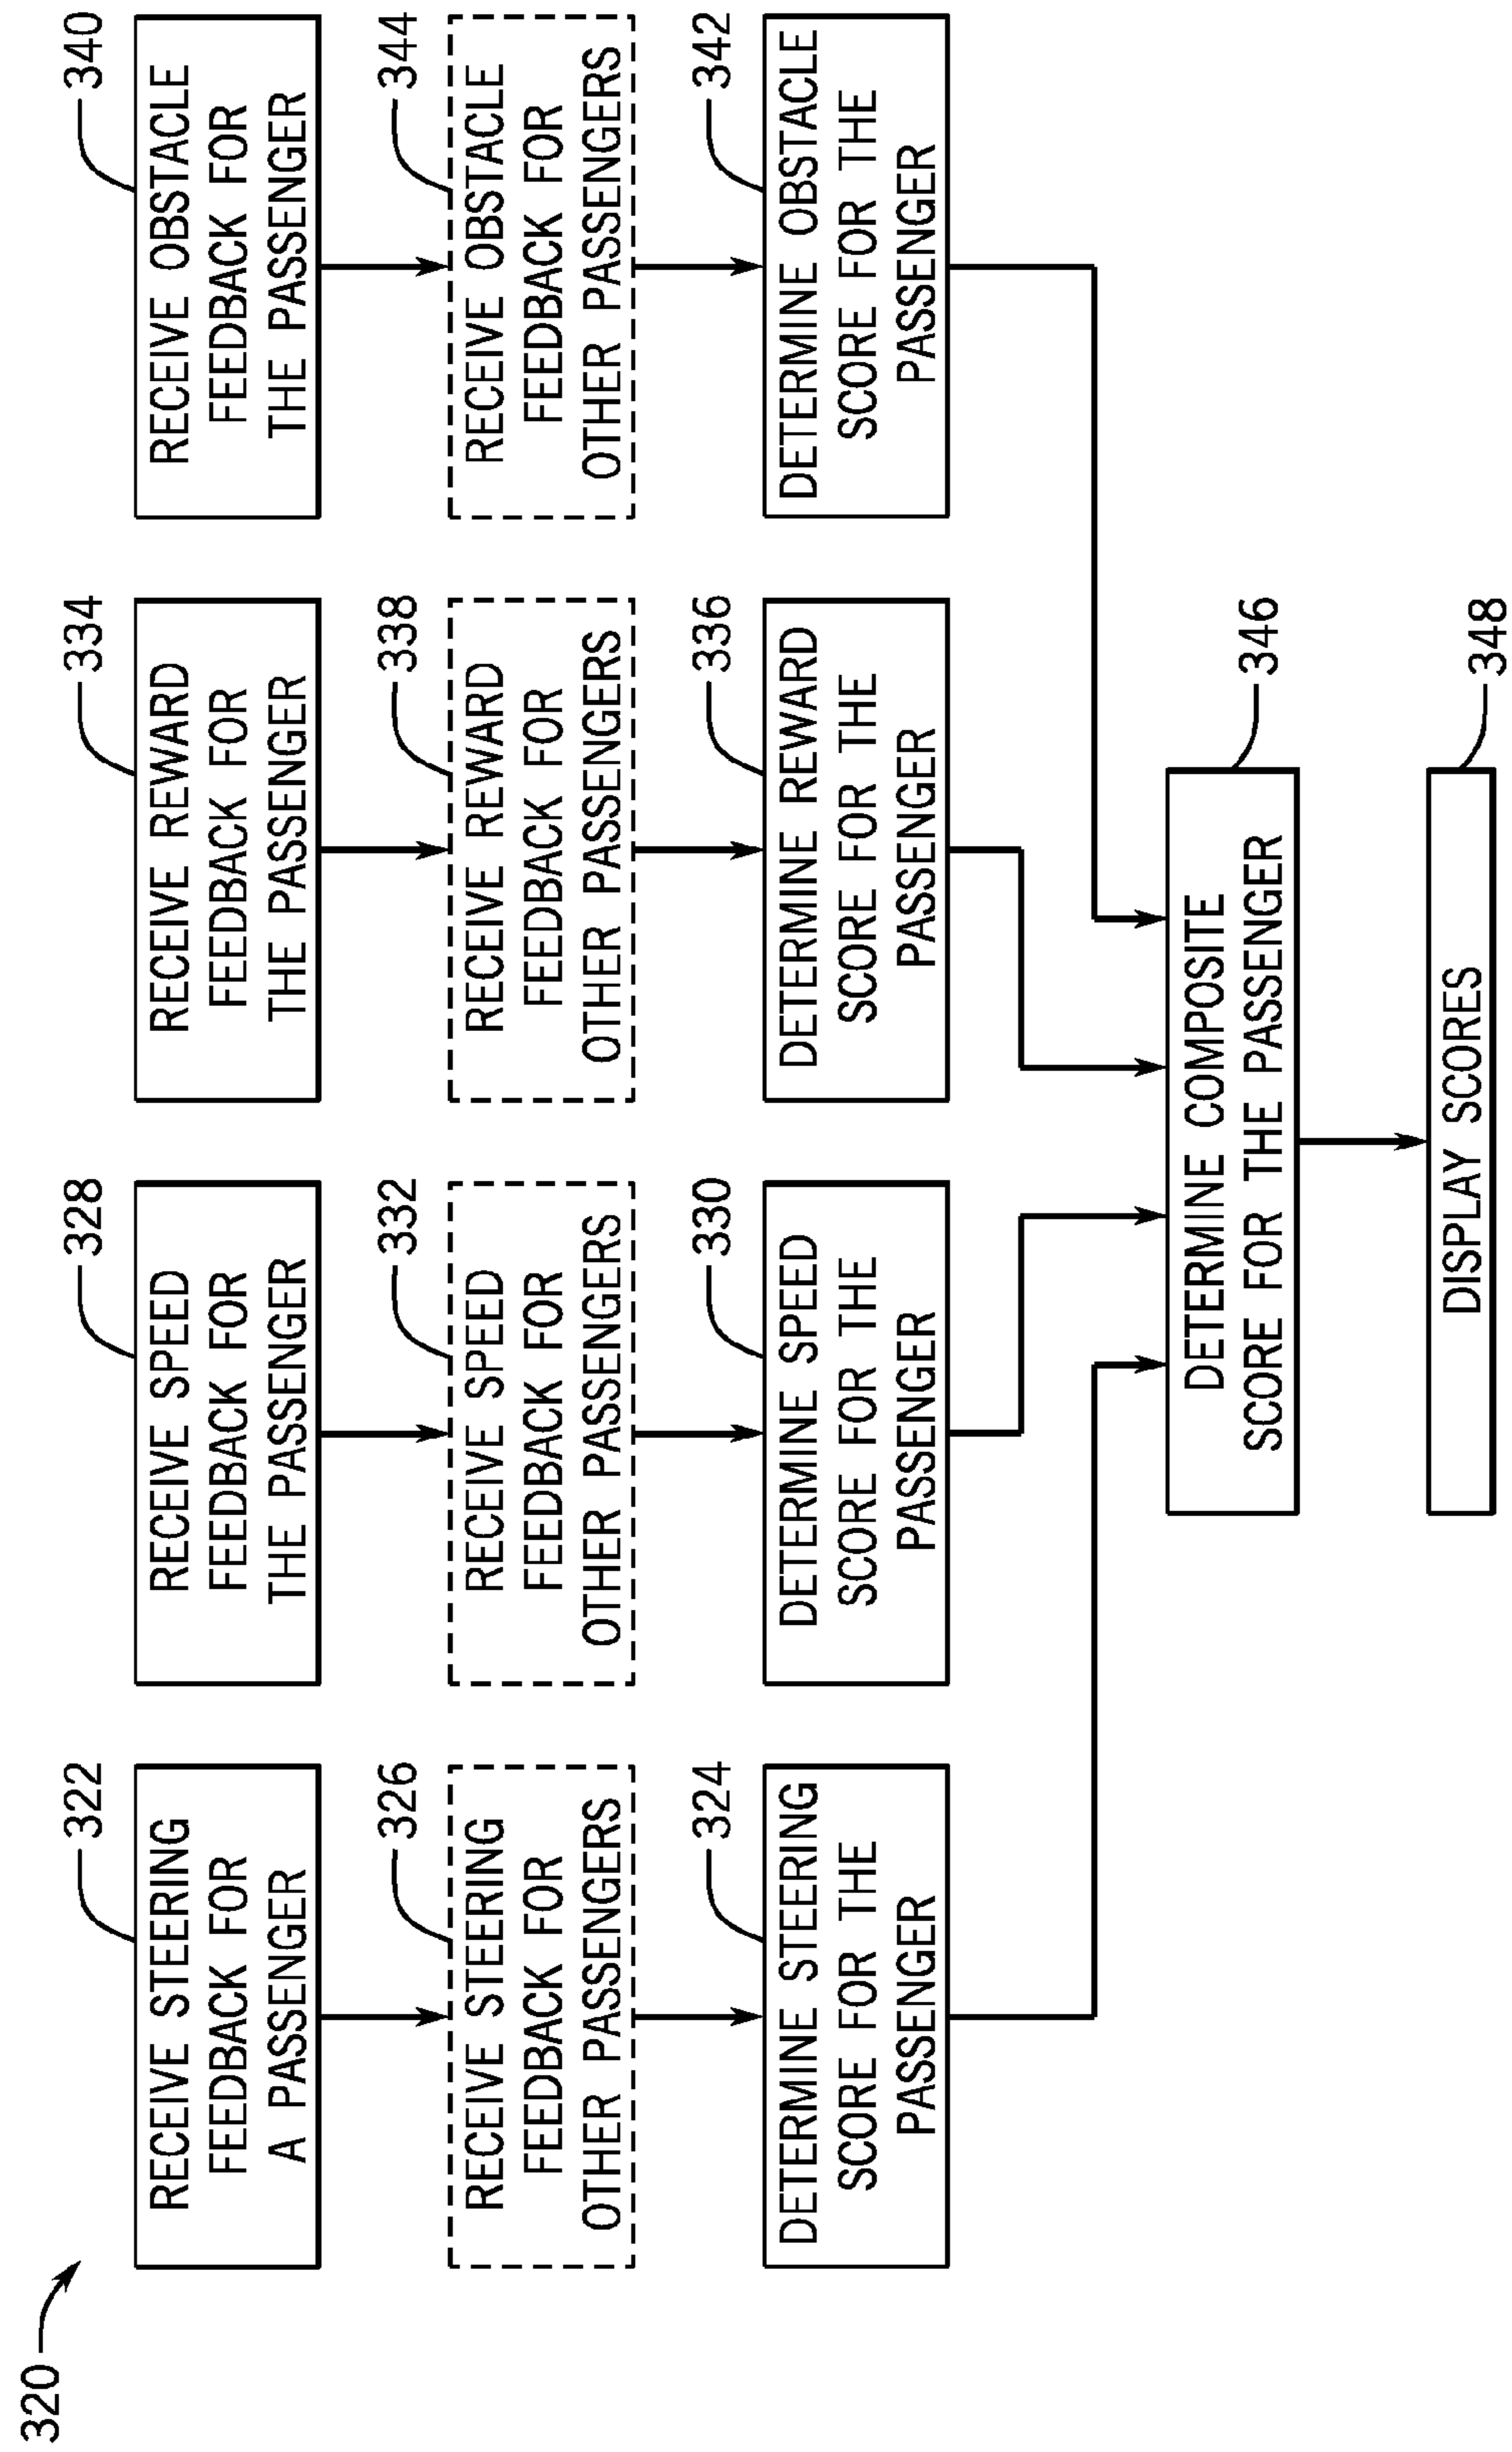 320
322
RECEIVE STEERING
FEEDBACK FOR
A PASSENGER
328
RECEIVE SPEED
FEEDBACK FOR
THE PASSENGER
334
RECEIVE REWARD
FEEDBACK FOR
THE PASSENGER
340
RECEIVE OBSTACLE
FEEDBACK FOR
THE PASSENGER
326
RECEIVE STEERING
FEEDBACK FOR
OTHER PASSENGERS
332
RECEIVE SPEED
FEEDBACK FOR
OTHER PASSENGERS
338
RECEIVE REWARD
FEEDBACK FOR
OTHER PASSENGERS
344
RECEIVE OBSTACLE
FEEDBACK FOR
OTHER PASSENGERS
324
DETERMINE STEERING
SCORE FOR THE
PASSENGER
330
DETERMINE SPEED
SCORE FOR THE
PASSENGER
336
DETERMINE REWARD
SCORE FOR THE
PASSENGER
342
DETERMINE OBSTACLE
SCORE FOR THE
PASSENGER
346
DETERMINE COMPOSITE
SCORE FOR THE PASSENGER
348
DISPLAY SCORES